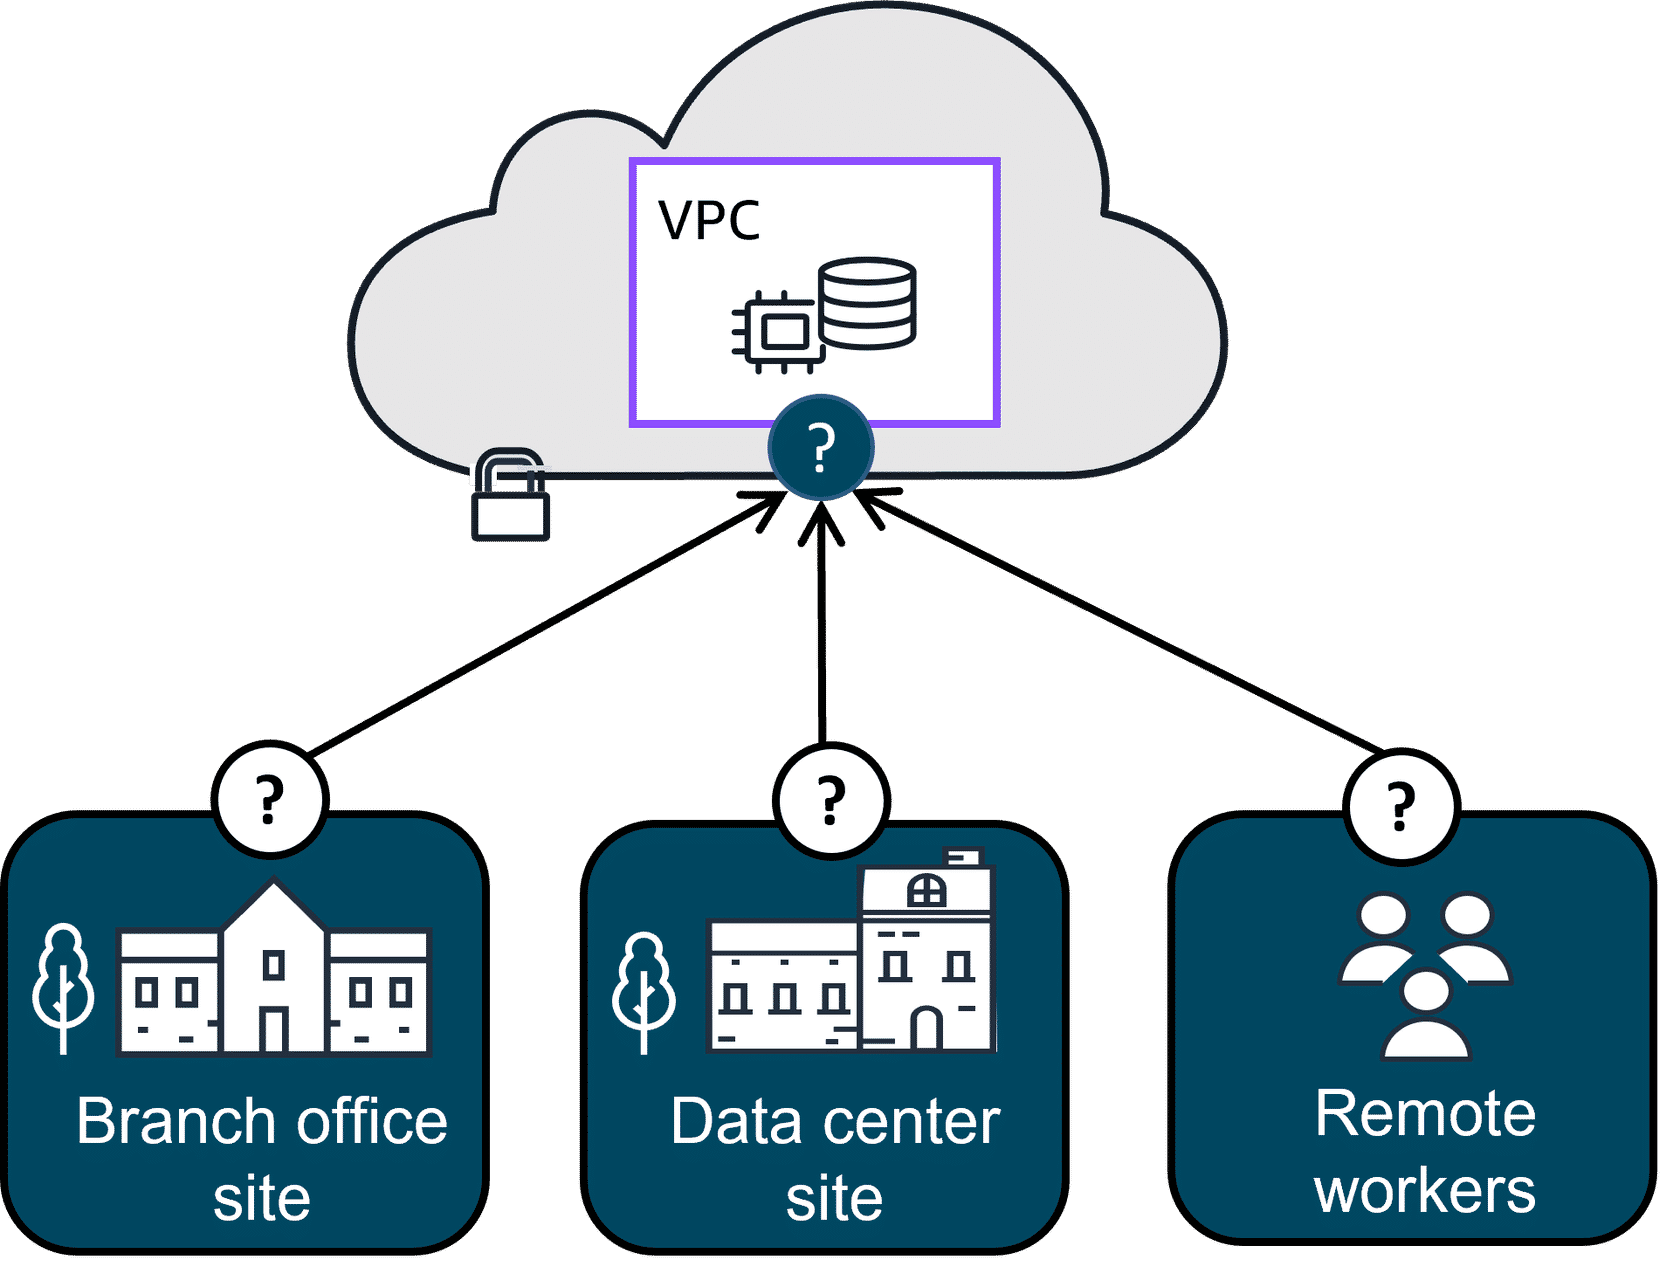 VPC
?
?
?
?
Branch office
site
Data center
site
Remote
workers